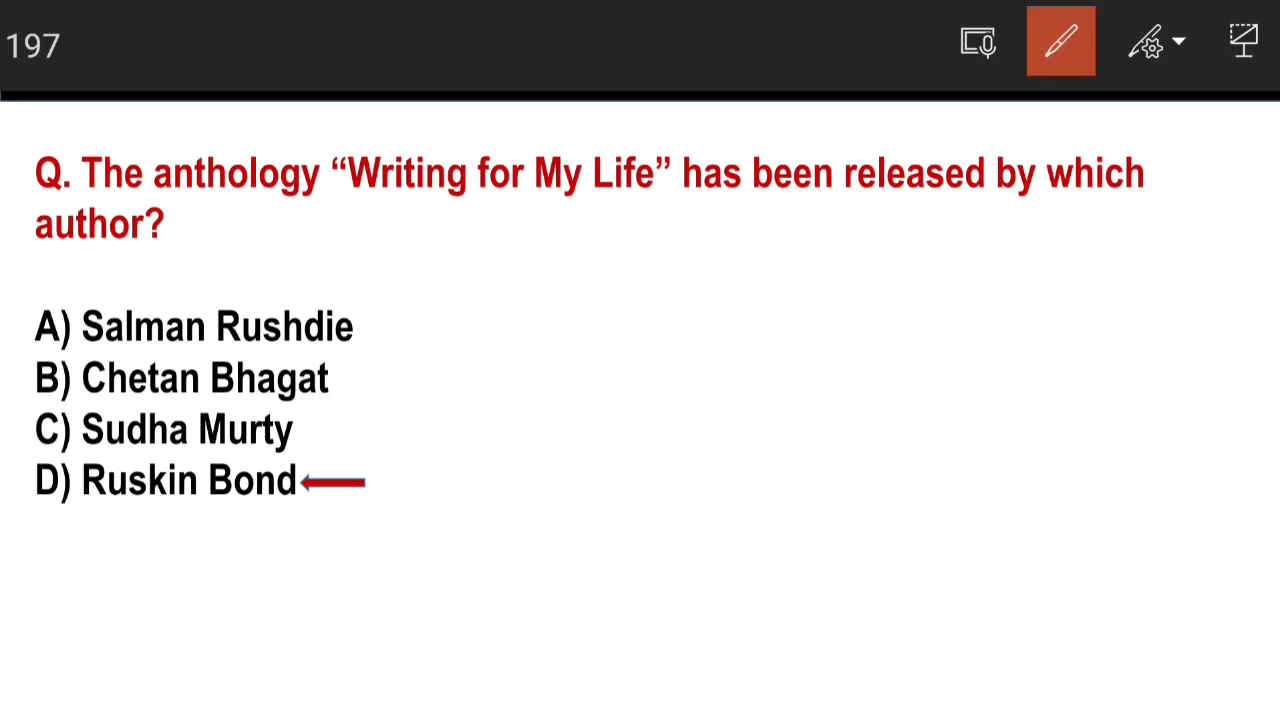 197
Q. The anthology “Writing for My Life” has been released by which
author?
A) Salman Rushdie
B) Chetan Bhagat
C) Sudha Murty
D) Ruskin Bond